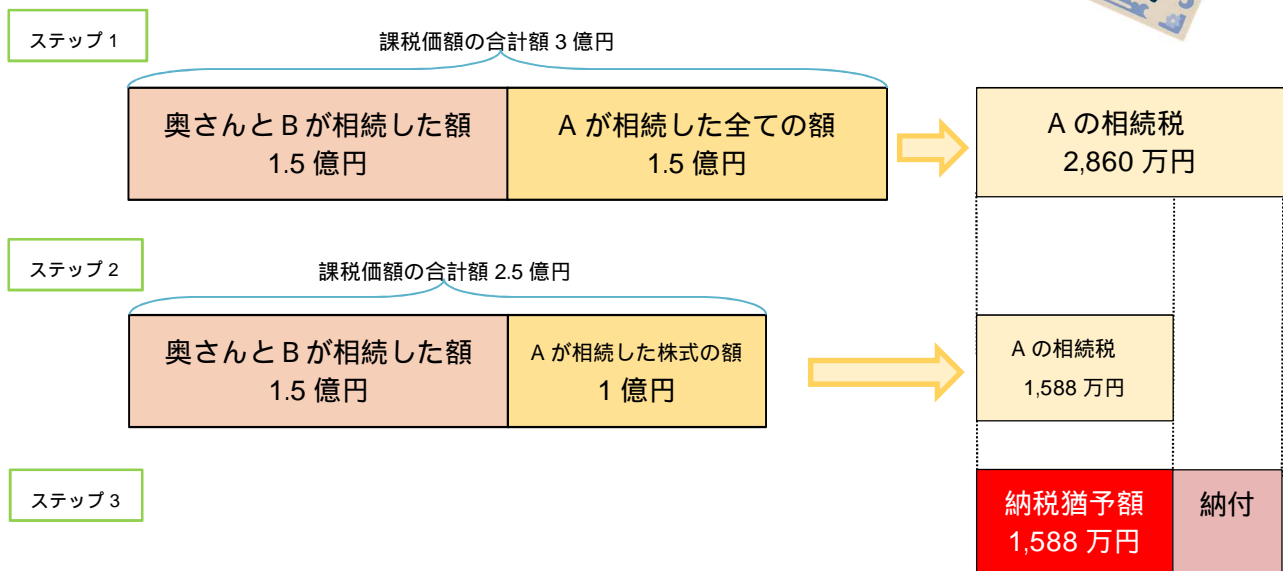 ステップ 1
課税価額の合計額 3 億円
奥さんと B が相続した額
1.5 億円
A が相続した全ての額
1.5 億円
A の相続税
2,860 万円
ステップ 2
課税価額の合計額 2.5 億円
奥さんと B が相続した額
1.5 億円
A が相続した株式の額
1 億円
A の相続税
1,588 万円
ステップ 3
納税猶予額
1,588 万円
納付